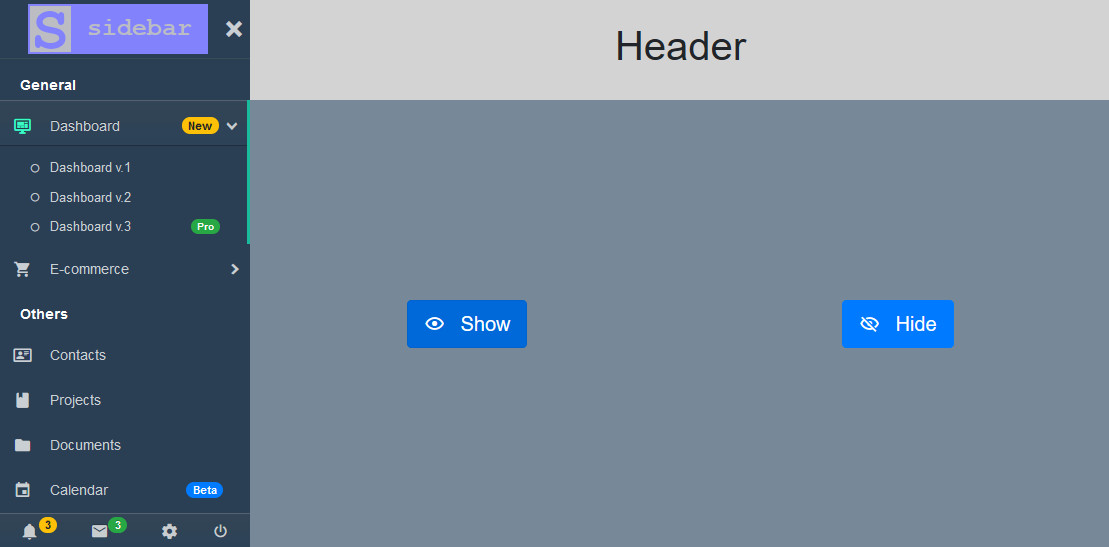 S sidebar
Header
General
Dashboard New
Dashboard v.1
Dashboard v.2
Dashboard v.3 Pro
E-commerce
Others
Contacts
Projects
Documents
Calendar Beta
3 3
Show Hide